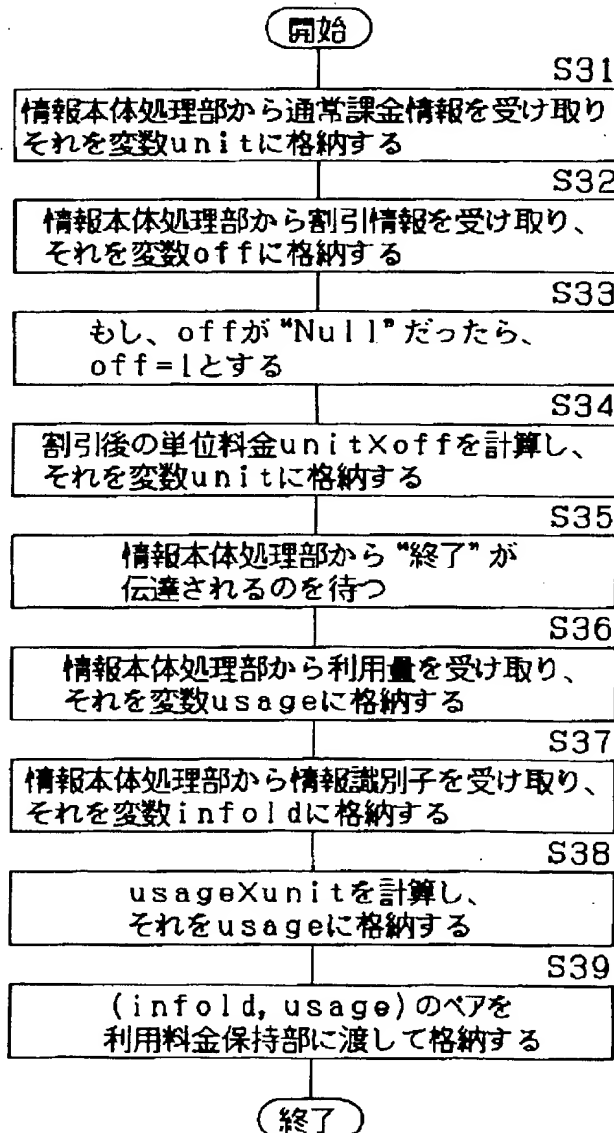 開始
S31
情報本体処理部から通常課金情報を受け取り
それを変数unitに格納する
S32
情報本体処理部から割引情報を受け取り、
それを変数offに格納する
S33
もし、offが"Null"だったら、
off=1とする
S34
割引後の単位料金unit×offを計算し、
それを変数unitに格納する
S35
情報本体処理部から"終了"が
伝達されるのを待つ
S36
情報本体処理部から利用量を受け取り、
それを変数usageに格納する
S37
情報本体処理部から情報識別子を受け取り、
それを変数infoIdに格納する
S38
usage×unitを計算し、
それをusageに格納する
S39
(infoId, usage)のペアを
利用料金保持部に渡して格納する
終了